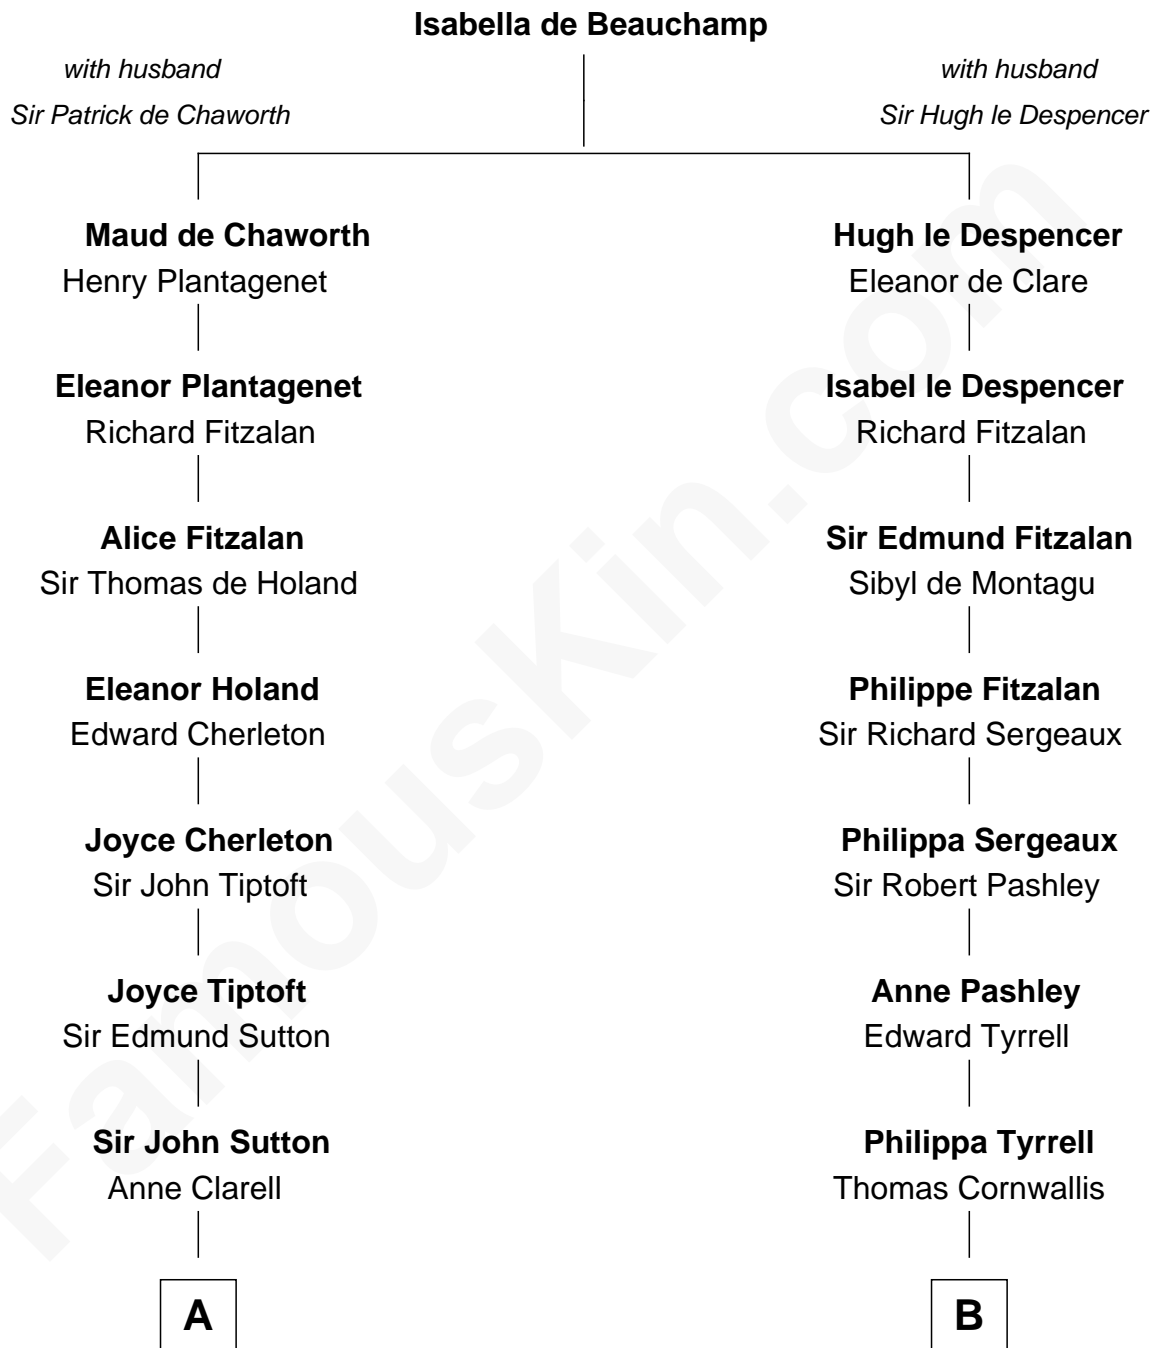 Isabella de Beauchamp
with husband
Sir Patrick de Chaworth
with husband
Sir Hugh le Despencer
Maud de Chaworth
Henry Plantagenet
Hugh le Despencer
Eleanor de Clare
Eleanor Plantagenet
Richard Fitzalan
Isabel le Despencer
Richard Fitzalan
Alice Fitzalan
Sir Thomas de Holand
Sir Edmund Fitzalan
Sibyl de Montagu
Eleanor Holand
Edward Cherleton
Philippe Fitzalan
Sir Richard Sergeaux
Joyce Cherleton
Sir John Tiptoft
Philippa Sergeaux
Sir Robert Pashley
Joyce Tiptoft
Sir Edmund Sutton
Anne Pashley
Edward Tyrrell
Sir John Sutton
Anne Clarell
Philippa Tyrrell
Thomas Cornwallis
A
B
FamousKin.com